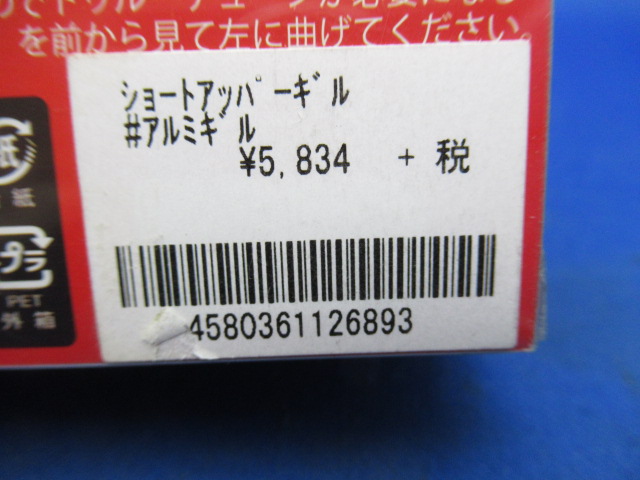 を前から見て左に曲げてください。
ｼｮｰﾄｱｯﾊﾟｰｷﾞﾙ
#ｱﾙﾐｷﾞﾙ
¥5,834 + 税
4580361126893
紙
紙
プラ
PET
外箱